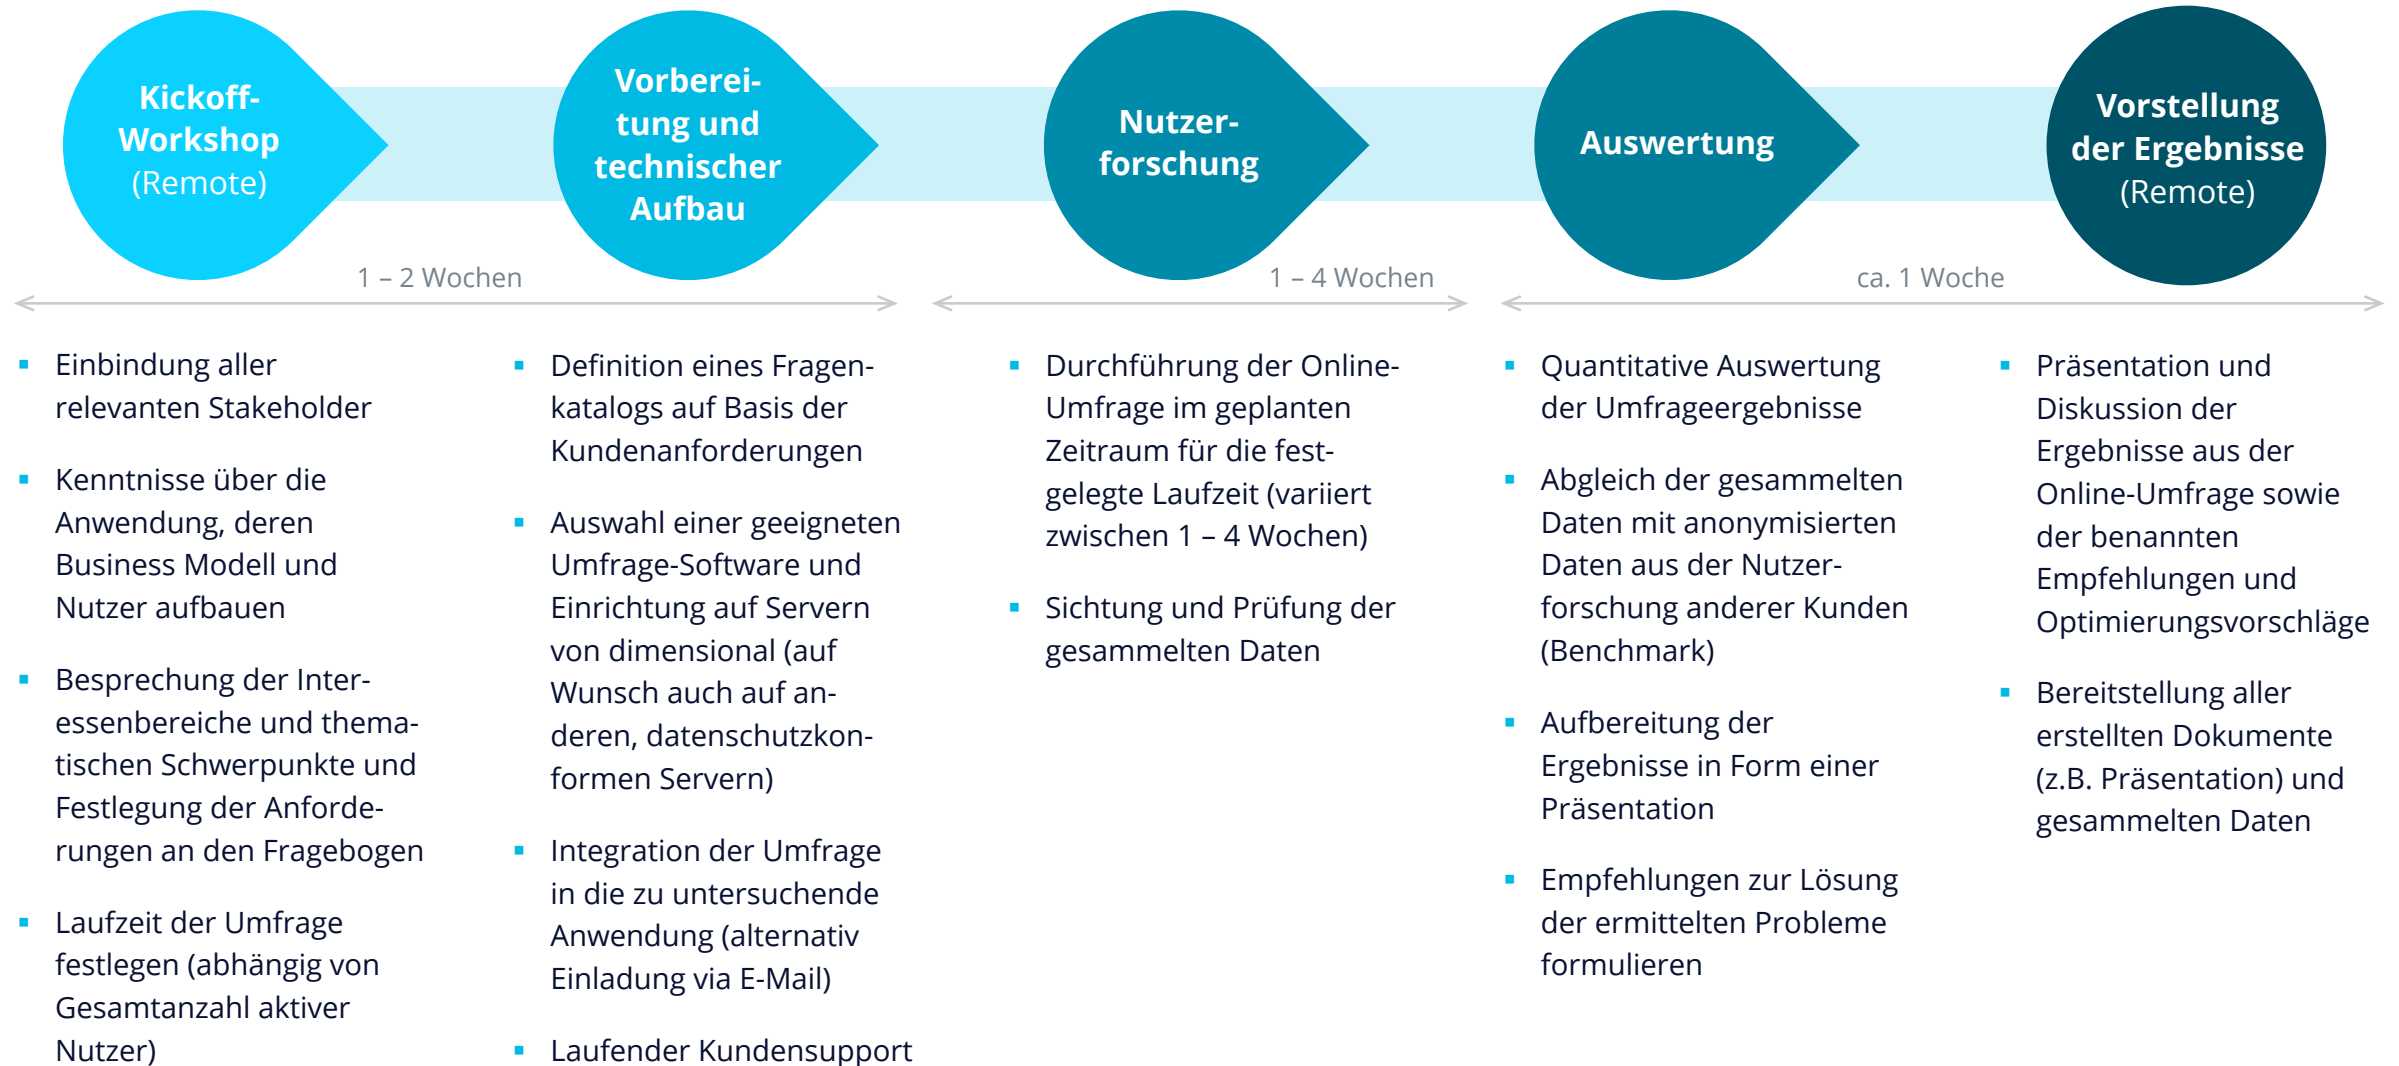 Kickoff-
Workshop
(Remote)
Vorberei-
tung und
technischer
Aufbau
Nutzer-
forschung
Auswertung
Vorstellung
der Ergebnisse
(Remote)
1 – 2 Wochen
1 – 4 Wochen
ca. 1 Woche
▪ Einbindung aller
relevanten Stakeholder
▪ Kenntnisse über die
Anwendung, deren
Business Modell und
Nutzer aufbauen
▪ Besprechung der Inter-
essenbereiche und thema-
tischen Schwerpunkte und
Festlegung der Anforde-
rungen an den Fragebogen
▪ Laufzeit der Umfrage
festlegen (abhängig von
Gesamtanzahl aktiver
Nutzer)
▪ Definition eines Fragen-
katalogs auf Basis der
Kundenanforderungen
▪ Auswahl einer geeigneten
Umfrage-Software und
Einrichtung auf Servern
von dimensional (auf
Wunsch auch auf an-
deren, datenschutzkon-
formen Servern)
▪ Integration der Umfrage
in die zu untersuchende
Anwendung (alternativ
Einladung via E-Mail)
▪ Laufender Kundensupport
▪ Durchführung der Online-
Umfrage im geplanten
Zeitraum für die fest-
gelegte Laufzeit (variiert
zwischen 1 – 4 Wochen)
▪ Sichtung und Prüfung der
gesammelten Daten
▪ Quantitative Auswertung
der Umfrageergebnisse
▪ Abgleich der gesammelten
Daten mit anonymisierten
Daten aus der Nutzer-
forschung anderer Kunden
(Benchmark)
▪ Aufbereitung der
Ergebnisse in Form einer
Präsentation
▪ Empfehlungen zur Lösung
der ermittelten Probleme
formulieren
▪ Präsentation und
Diskussion der
Ergebnisse aus der
Online-Umfrage sowie
der benannten
Empfehlungen und
Optimierungsvorschläge
▪ Bereitstellung aller
erstellten Dokumente
(z.B. Präsentation) und
gesammelten Daten